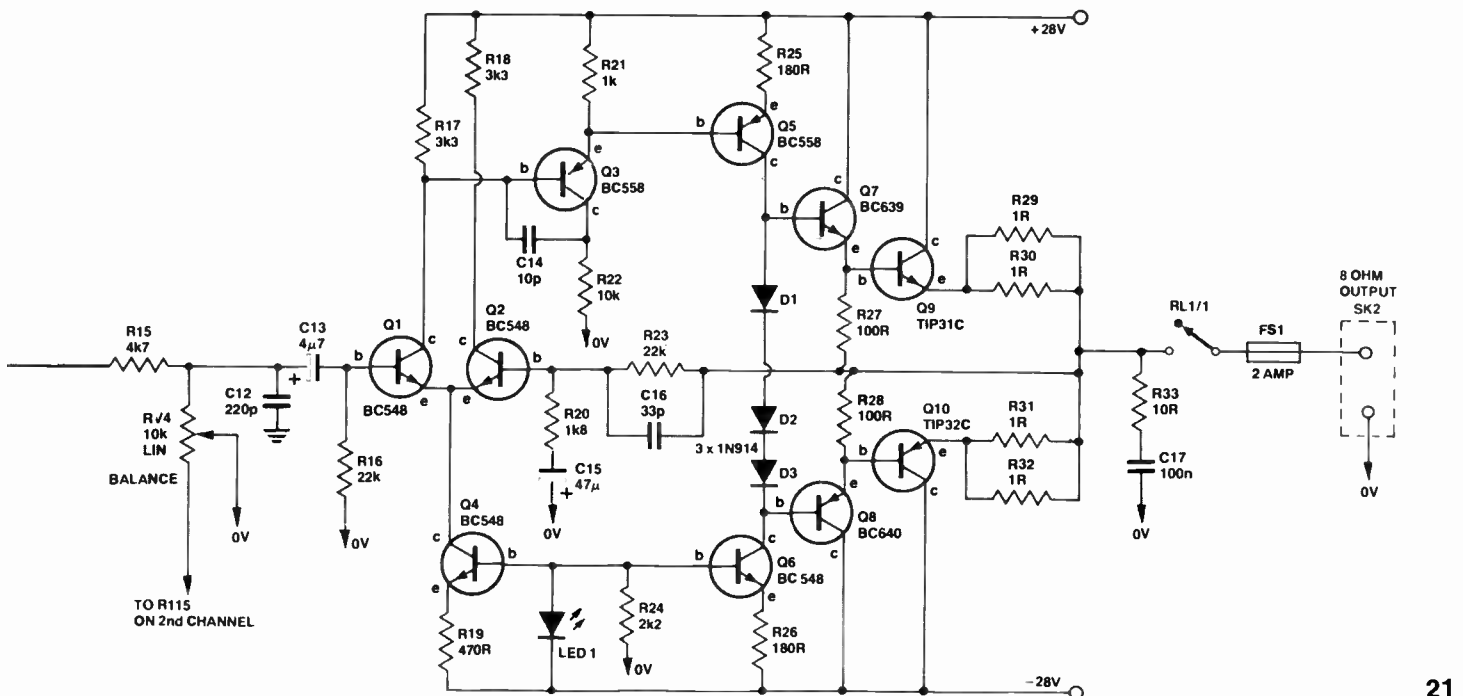 +28V
R18
3k3
R21
1k
R25
180R
R17
3k3
b
e
c
Q3
BC558
b
e
c
Q5
BC558
C14
10p
R22
10k
0V
b
c
e
Q7
BC639
b
c
e
Q9
TIP31C
R29
1R
R30
1R
8 OHM
OUTPUT
SK2
RL1/1
FS1
2 AMP
0V
R15
4k7
C13
4µ7
+
Q1
b
c
e
BC548
Q2
BC548
c
e
b
R23
22k
C16
33p
D1
R27
100R
C12
220p
RV4
10k
LIN
BALANCE
0V
R16
22k
0V
R20
1k8
C15
47µ
+
0V
D2
3 x 1N914
D3
R28
100R
Q10
TIP32C
b
e
c
R31
1R
R32
1R
R33
10R
C17
100n
0V
Q4
BC548
c
b
e
b
c
Q6
BC 548
e
b
e
Q8
BC640
c
TO R115
ON 2nd CHANNEL
R19
470R
LED 1
R24
2k2
0V
R26
180R
−28V
21